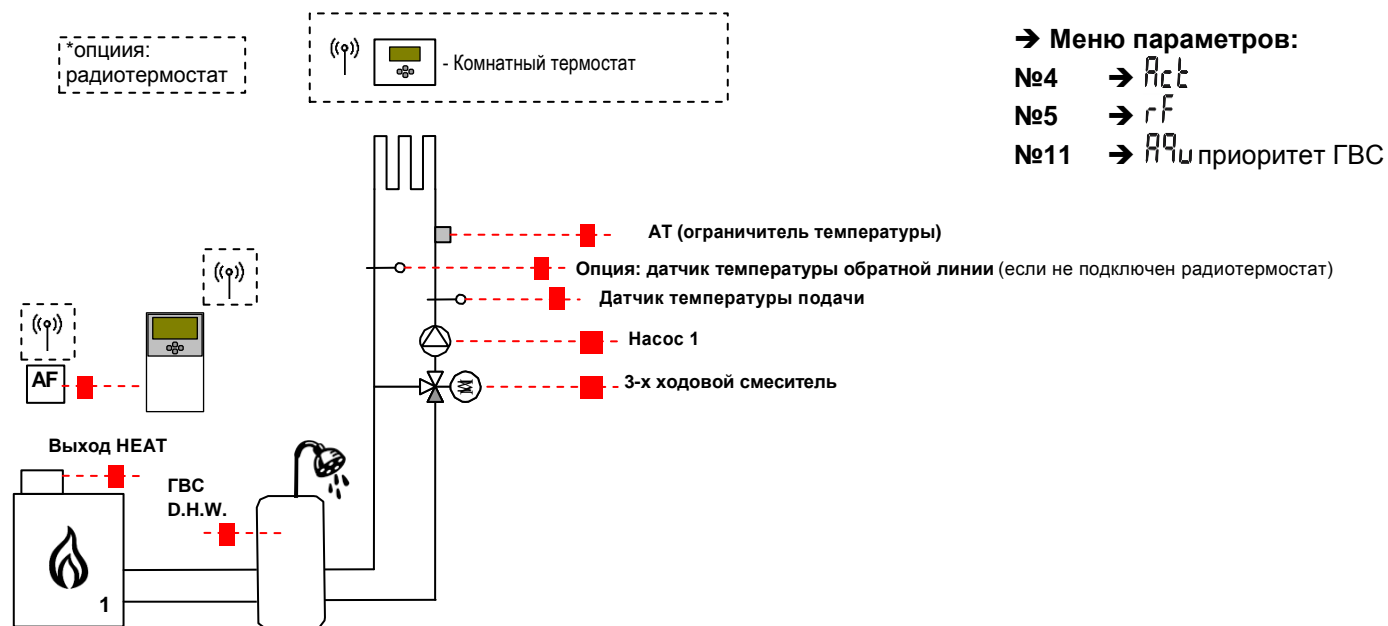 *опциия:
радиотермостат
- Комнатный термостат
➔ Меню параметров:
№4 ➔ Act
№5 ➔ rF
№11 ➔ Aqu приоритет ГВС
АТ (ограничитель температуры)
Опция: датчик температуры обратной линии (если не подключен радиотермостат)
Датчик температуры подачи
Насос 1
3-х ходовой смеситель
AF
Выход HEAT
ГВС
D.H.W.
1